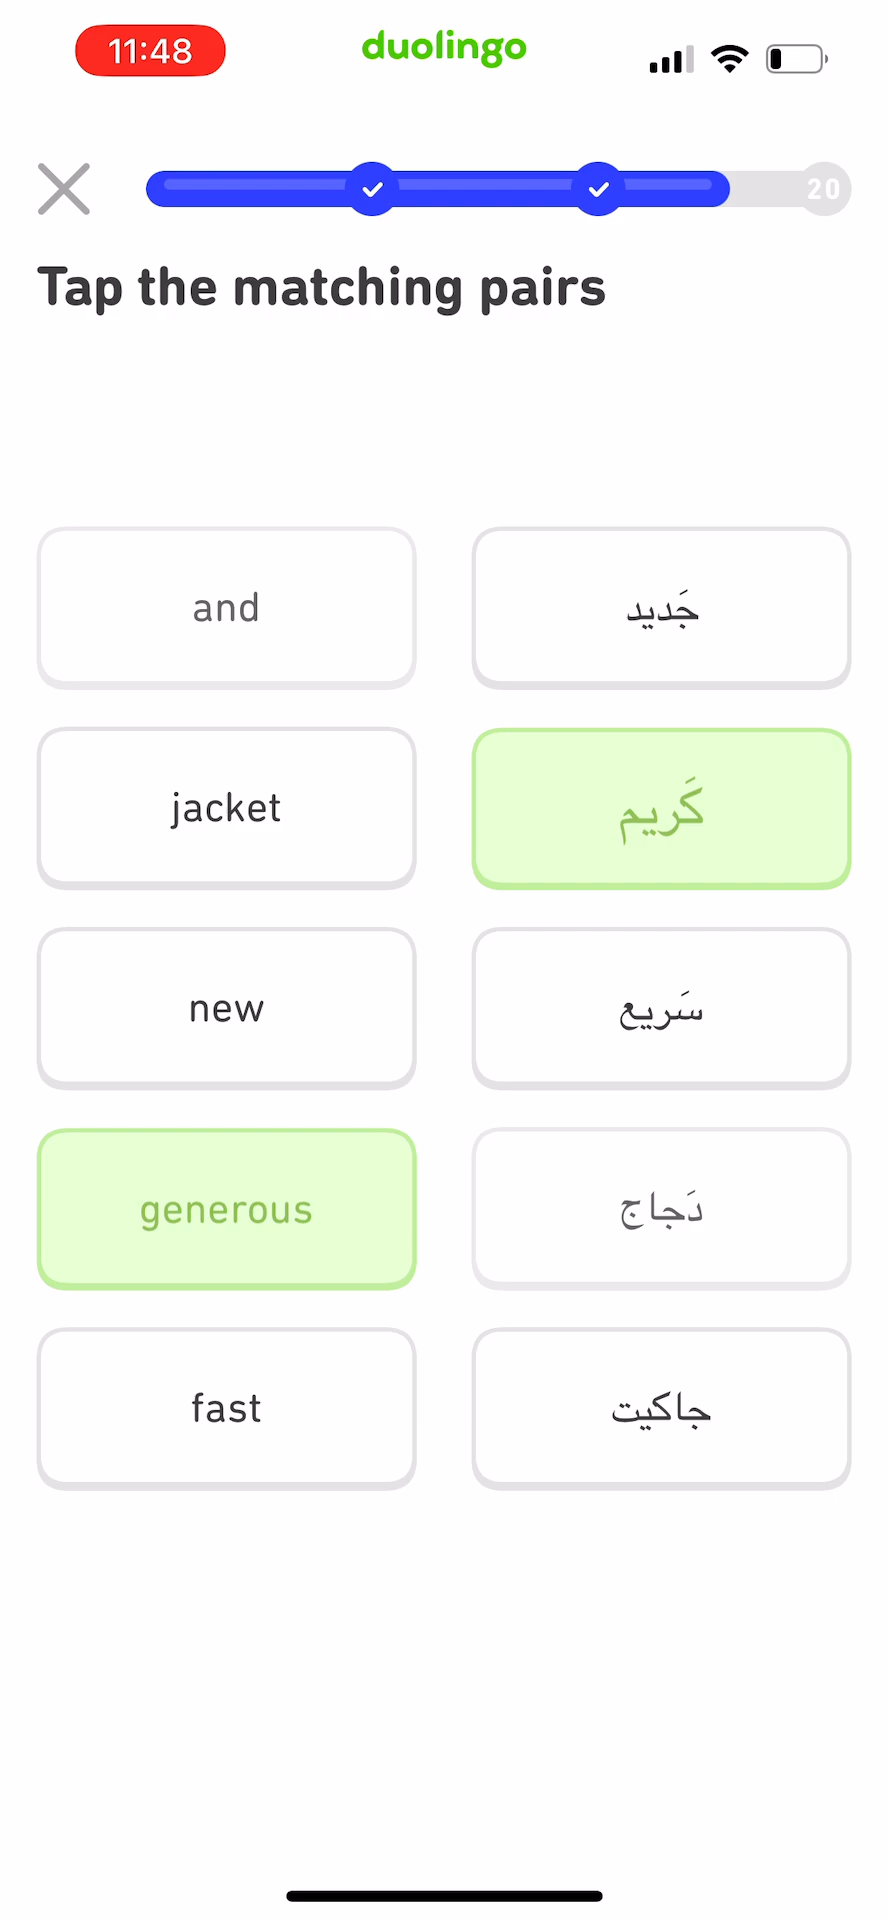 11:48
duolingo
20
Tap the matching pairs
and
جَديد
jacket
كَريم
new
سَريع
generous
دَجاج
fast
جاكيت